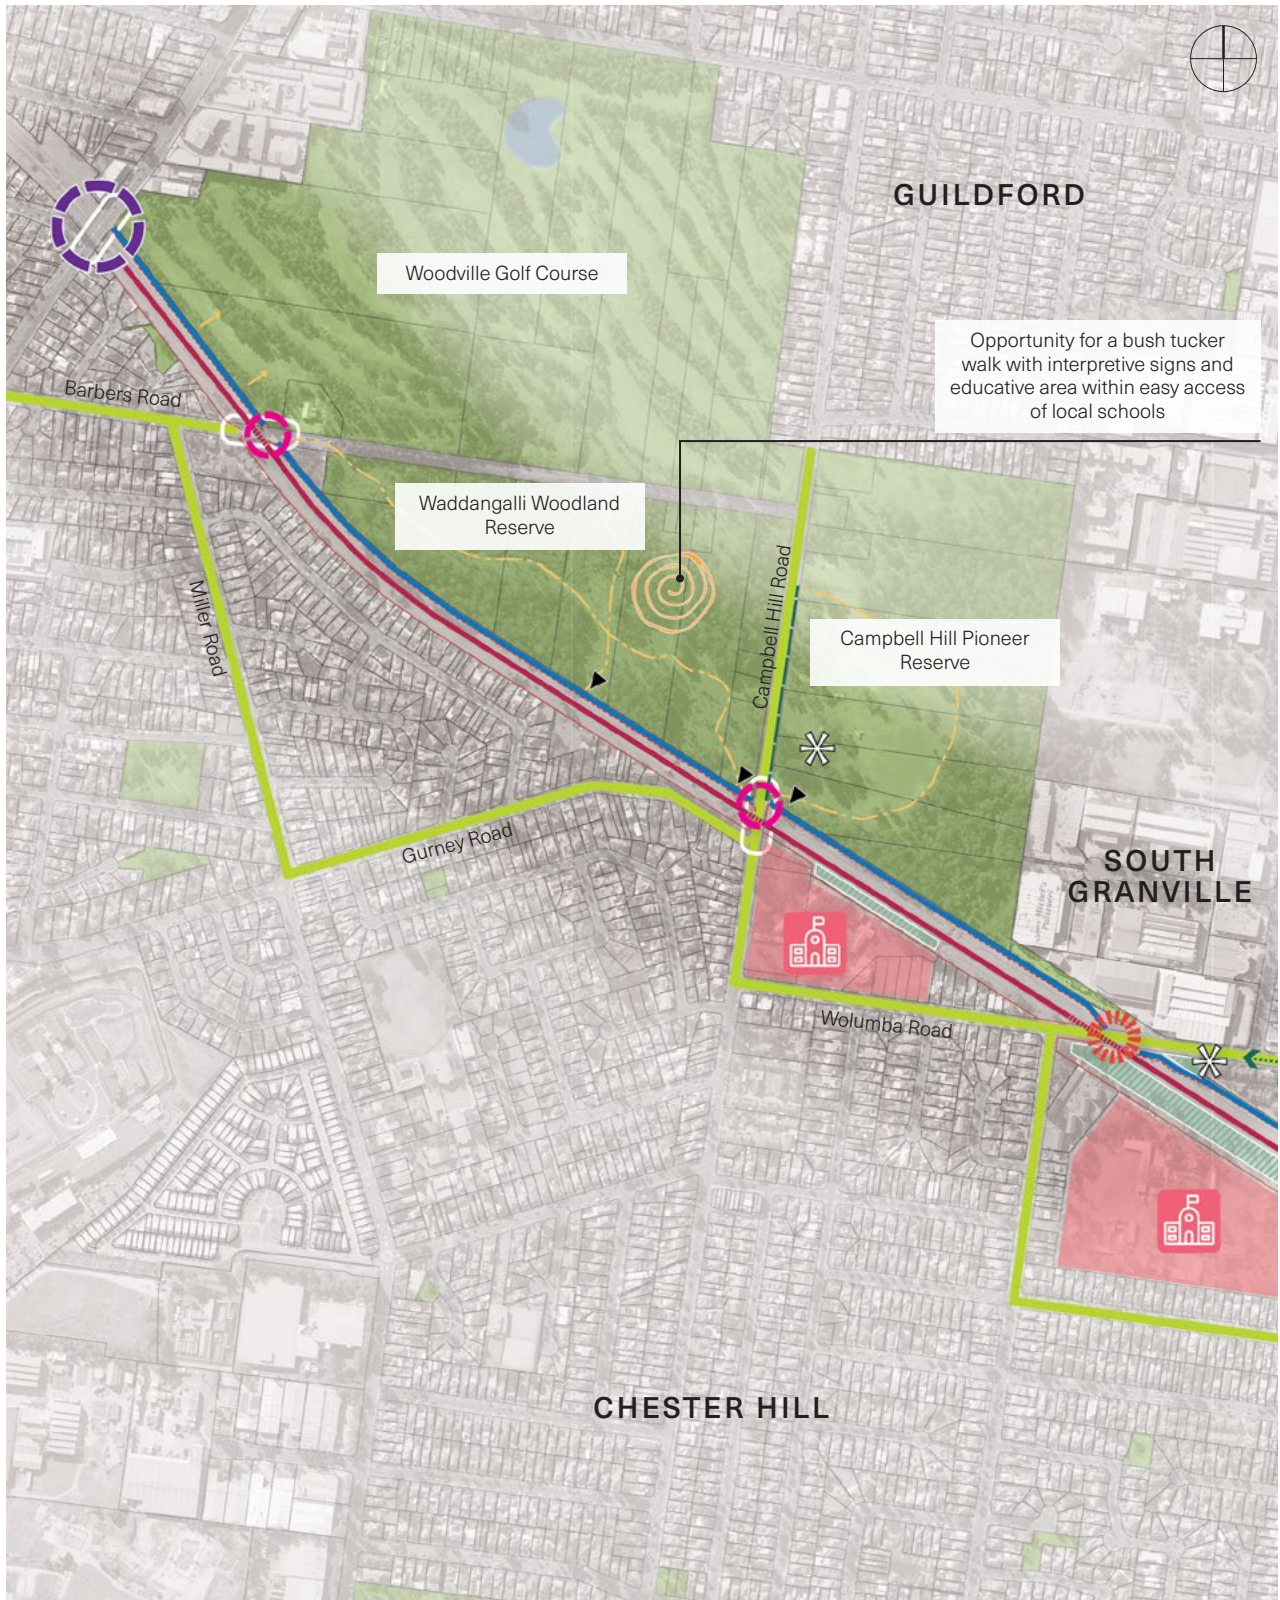 GUILDFORD
Woodville Golf Course
Opportunity for a bush tucker
walk with interpretive signs and
educative area within easy access
of local schools
Barbers Road
Waddangalli Woodland
Reserve
Campbell Hill Road
Miller Road
Campbell Hill Pioneer
Reserve
Gurney Road
SOUTH
GRANVILLE
Wolumba Road
CHESTER HILL